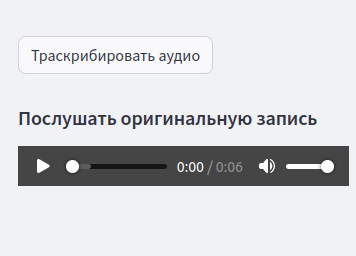 Траскрибировать аудио
Послушать оригинальную запись
0:00 / 0:06